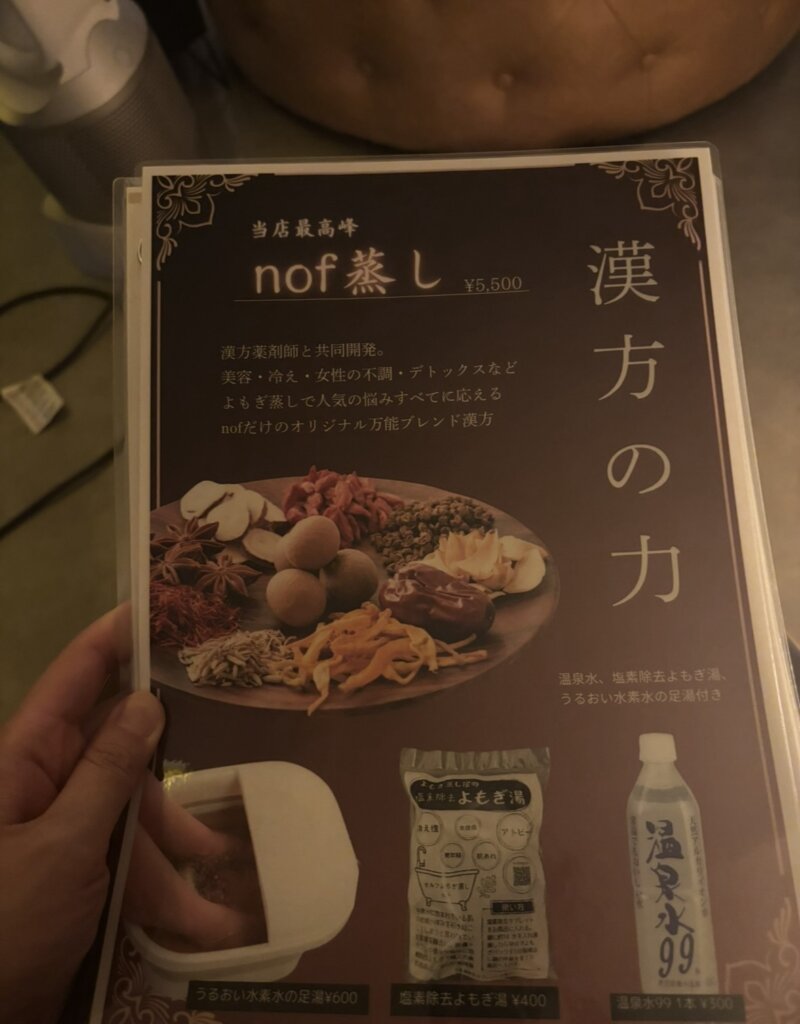 当店最高峰
nof蒸し ¥5,500
漢方の力
漢方薬剤師と共同開発。
美容・冷え・女性の不調・デトックスなど
よもぎ蒸しで人気の悩みすべてに応える
nofだけのオリジナル万能ブレンド漢方
温泉水、塩素除去よもぎ湯、
うるおい水素水の足湯付き
塩素除去よもぎ湯
冷え性
アトピー
更年期
肌あれ
使い方
温泉水99
うるおい水素水の足湯¥600
塩素除去よもぎ湯 ¥400
温泉水99 1本 ¥300